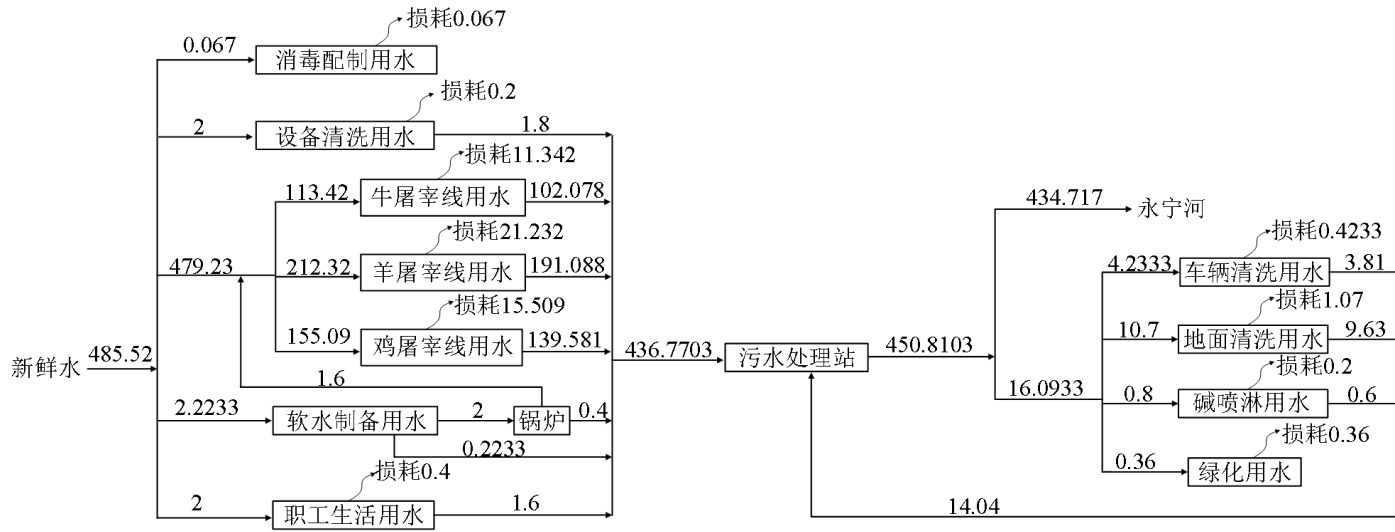 损耗0.067
0.067
消毒配制用水
损耗0.2
2
设备清洗用水
1.8
损耗11.342
113.42
牛屠宰线用水
102.078
损耗21.232
479.23
212.32
羊屠宰线用水
191.088
损耗15.509
155.09
鸡屠宰线用水
139.581
新鲜水
485.52
1.6
2.2233
软水制备用水
2
锅炉
0.4
0.2233
损耗0.4
2
职工生活用水
1.6
436.7703
污水处理站
450.8103
434.717
永宁河
16.0933
损耗0.4233
4.2333
车辆清洗用水
3.81
损耗1.07
10.7
地面清洗用水
9.63
损耗0.2
0.8
碱喷淋用水
0.6
损耗0.36
0.36
绿化用水
14.04